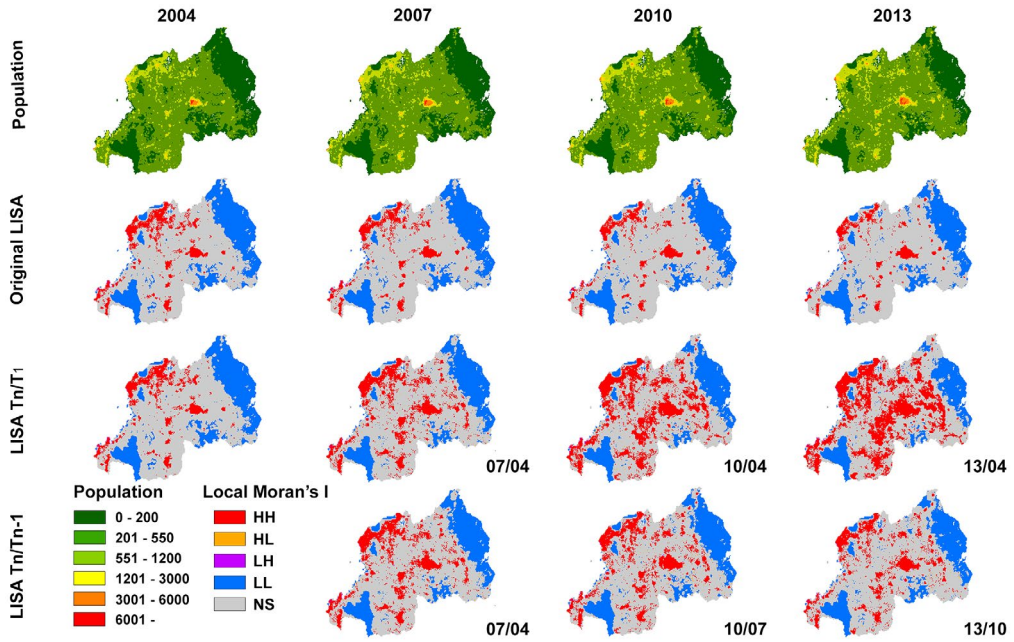 2004 2007 2010 2013
Population
Original LISA
LISA Tn/T1
07/04 10/04 13/04
Population
0 - 200
201 - 550
551 - 1200
1201 - 3000
3001 - 6000
6001 -
Local Moran's I
HH
HL
LH
LL
NS
LISA Tn/Tn-1
07/04 10/07 13/10